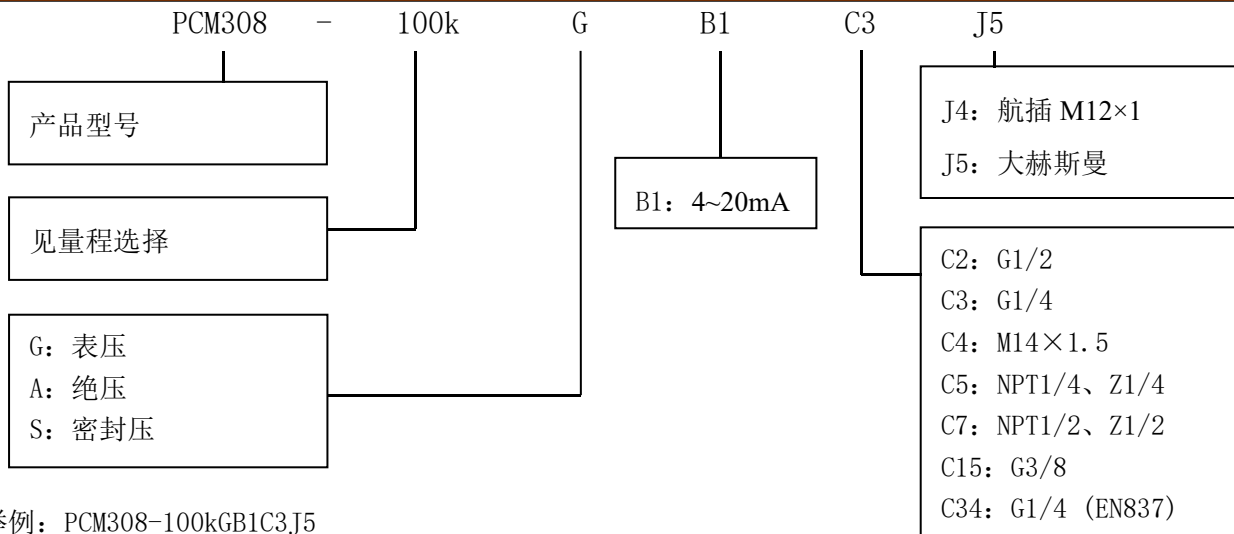 PCM308 - 100k G B1 C3 J5
产品型号
见量程选择
G: 表压
A: 绝压
S: 密封压
B1: 4~20mA
J4: 航插 M12×1
J5: 大赫斯曼
C2: G1/2
C3: G1/4
C4: M14×1.5
C5: NPT1/4、Z1/4
C7: NPT1/2、Z1/2
C15: G3/8
C34: G1/4 (EN837)
举例: PCM308-100kGB1C3J5